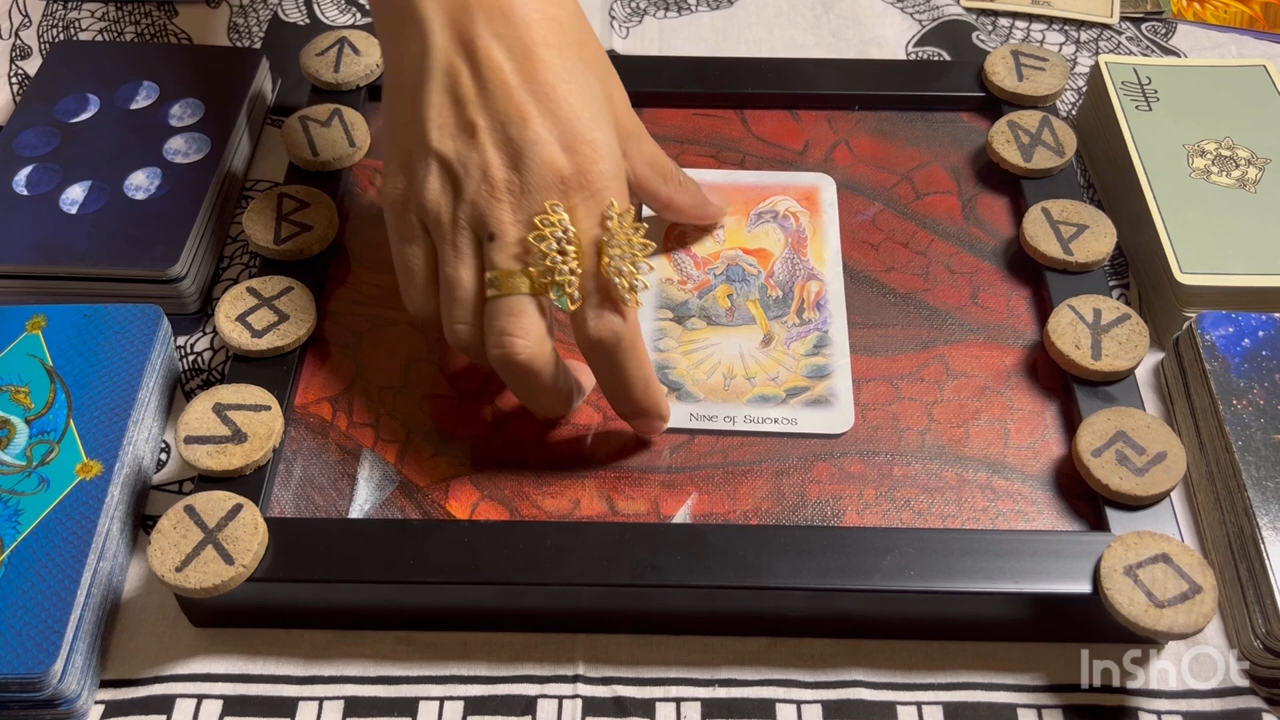 ᛏ
ᛖ
ᛒ
ᛊ
ᚷ
ᚨ
ᛞ
ᚦ
ᛉ
ᛃ
ᛜ
Nine of Swords
InShOt